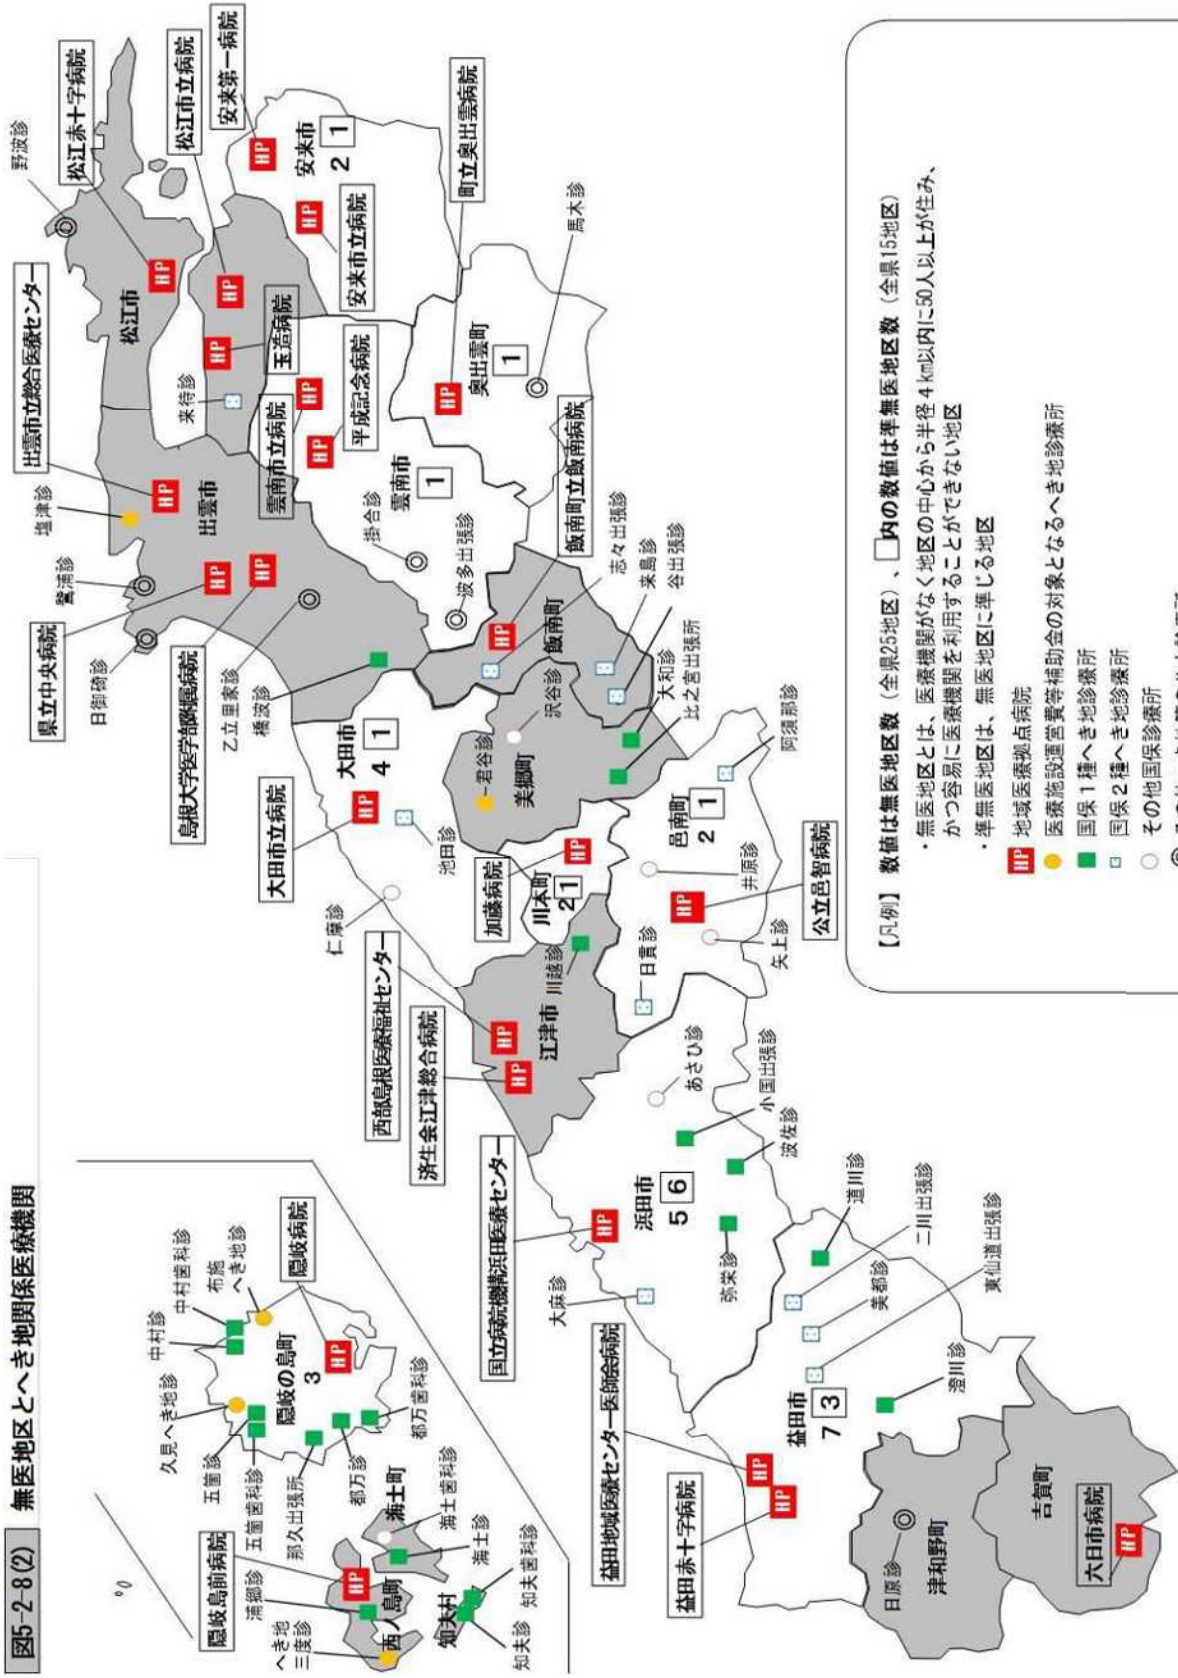 図5-2-8(2) 無医地区とへき地関係医療機関
中村歯科診
中村診
布施
へき地診
久見へき地診
隠岐病院
隠岐の島町
3
五箇診
五箇歯科診
那久出張所
都万診
都万歯科診
隠岐島前病院
浦郷診
へき地
三度診
西ノ島町
海士町
海士歯科診
海士診
知夫村
知夫歯科診
知夫診
野波診
松江赤十字病院
松江市立病院
安来第一病院
松江市
安来市
2 1
安来市立病院
町立奥出雲病院
玉造病院
来待診
出雲市立総合医療センター
塩津診
鷺浦診
日御碕診
出雲市
県立中央病院
島根大学医学部附属病院
乙立里家診
橋波診
雲南市立病院
平成記念病院
雲南市
1
掛合診
波多出張診
奥出雲町
1
馬木診
飯南町立飯南病院
飯南町
志々出張診
来島診
谷出張診
大田市立病院
大田市
4 1
池田診
仁摩診
君谷診
沢谷診
美郷町
大和診
比之宮出張所
加藤病院
川本町
2 1
邑南町
2 1
阿須那診
井原診
公立邑智病院
矢上診
日貫診
西部島根医療福祉センター
済生会江津総合病院
江津市
川越診
国立病院機構浜田医療センター
浜田市
5 6
あさひ診
小国出張診
波佐診
弥栄診
大麻診
益田地域医療センター医師会病院
益田赤十字病院
益田市
7 3
道川診
二川出張診
美都診
東仙道出張診
澄川診
津和野町
日原診
吉賀町
六日市病院
HP
【凡例】 数値は無医地区数(全県25地区)、□内の数値は準無医地区数(全県15地区)
・無医地区とは、医療機関がなく地区の中心から半径4km以内に50人以上が住み、
かつ容易に医療機関を利用することができない地区
・準無医地区は、無医地区に準じる地区
HP 地域医療拠点病院
医療施設運営費等補助金の対象となるへき地診療所
国保1種へき地診療所
国保2種へき地診療所
その他国保診療所